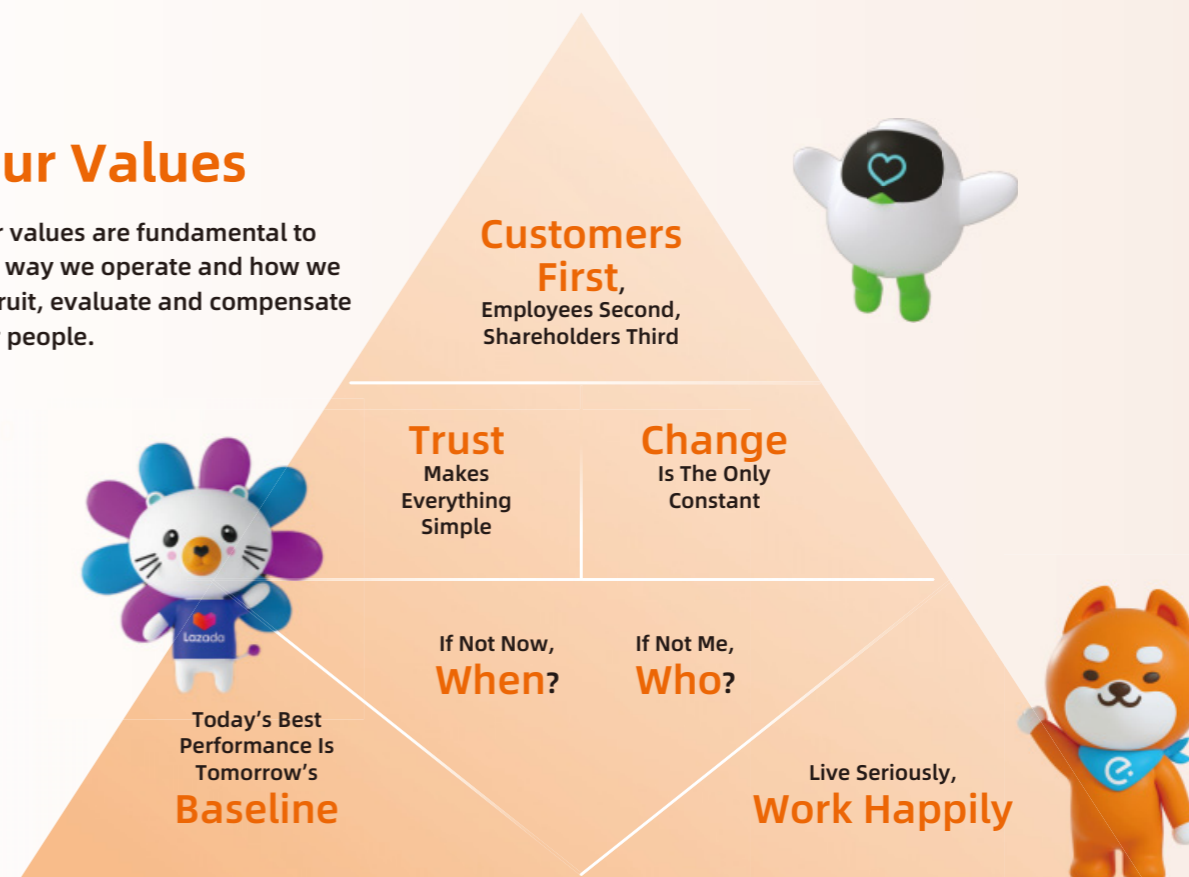 ur Values
r values are fundamental to
way we operate and how we
ruit, evaluate and compensate
people.
Customers
First,
Employees Second,
Shareholders Third
Trust
Makes
Everything
Simple
Change
Is The Only
Constant
Lazada
If Not Now,
When?
If Not Me,
Who?
Today's Best
Performance Is
Tomorrow's
Baseline
Live Seriously,
Work Happily
e